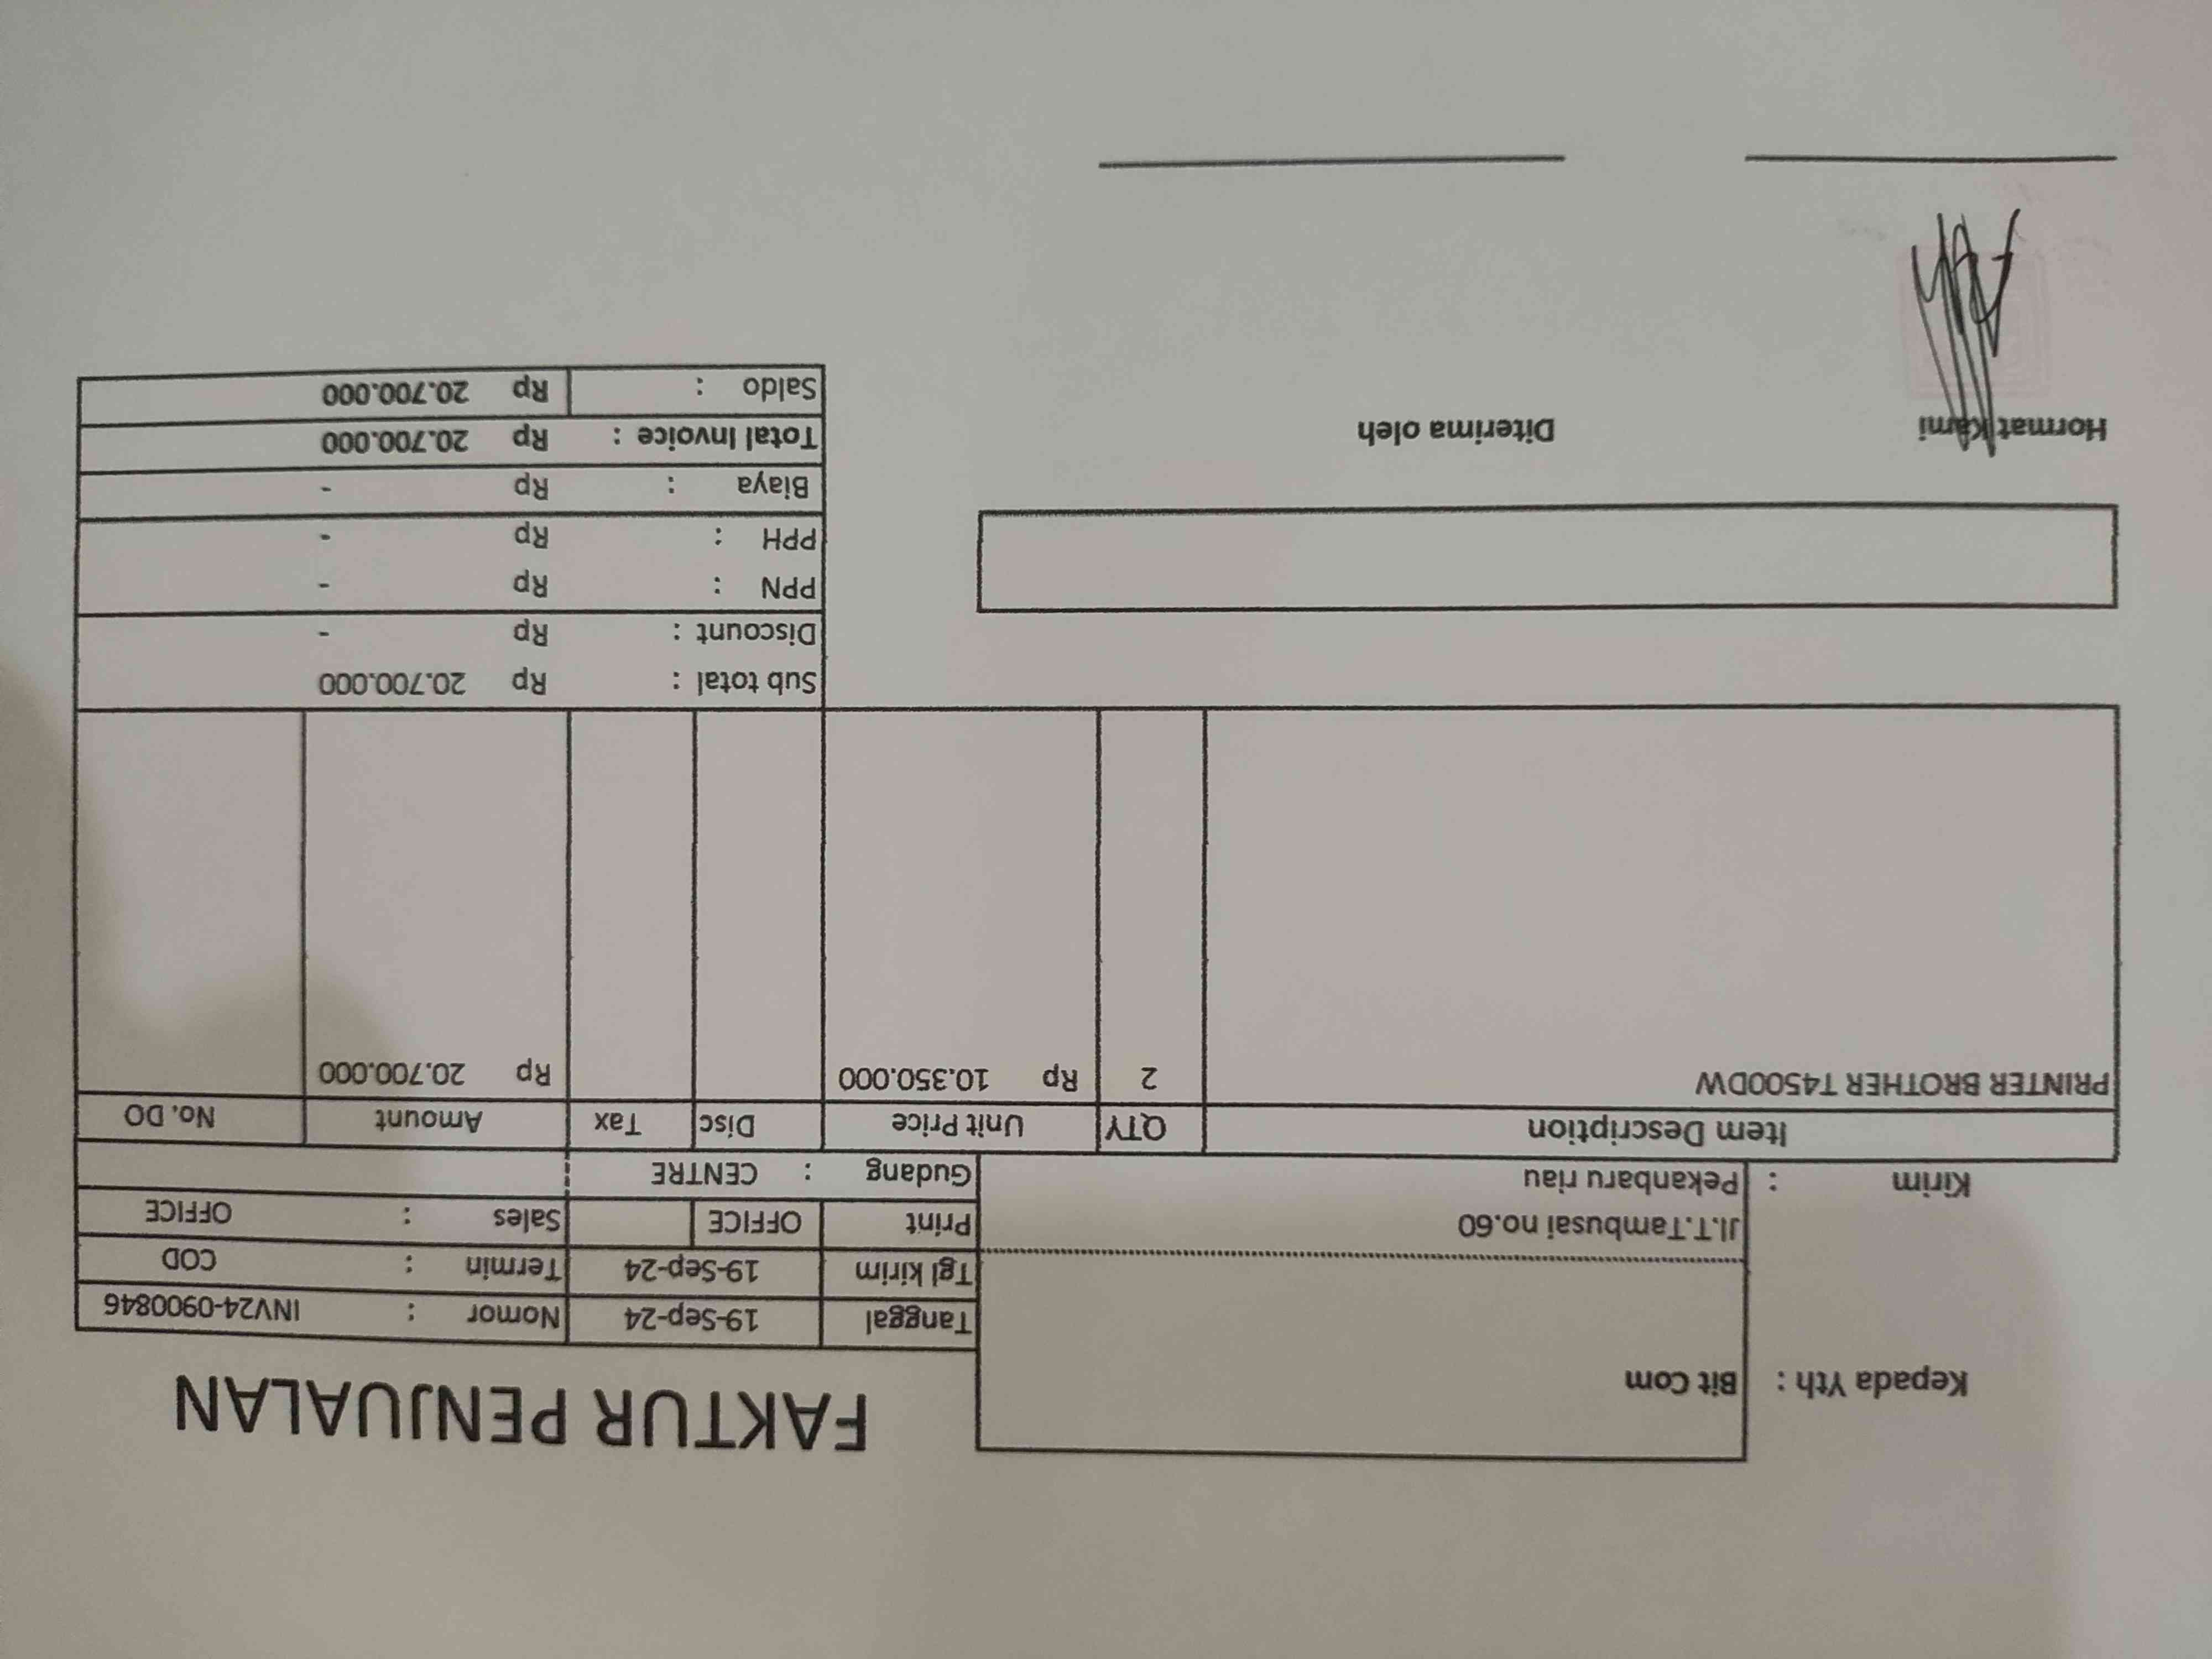 FAKTUR PENJUALAN
Kepada Yth : Bit Com
Tanggal 19-Sep-24 Nomor : INV24-0900846
Tgl kirim 19-Sep-24 Termin : COD
Jl.T.Tambusai no.60 Print OFFICE Sales : OFFICE
Kirim : Pekanbaru riau Gudang : CENTRE
Item Description QTY Unit Price Disc Tax Amount No. DO
PRINTER BROTHER T4500DW 2 Rp 10.350.000 Rp 20.700.000
Sub total : Rp 20.700.000
Discount : Rp -
PPN : Rp -
PPH : Rp -
Biaya : Rp -
Total Invoice : Rp 20.700.000
Saldo : Rp 20.700.000
Hormat Kami Diterima oleh